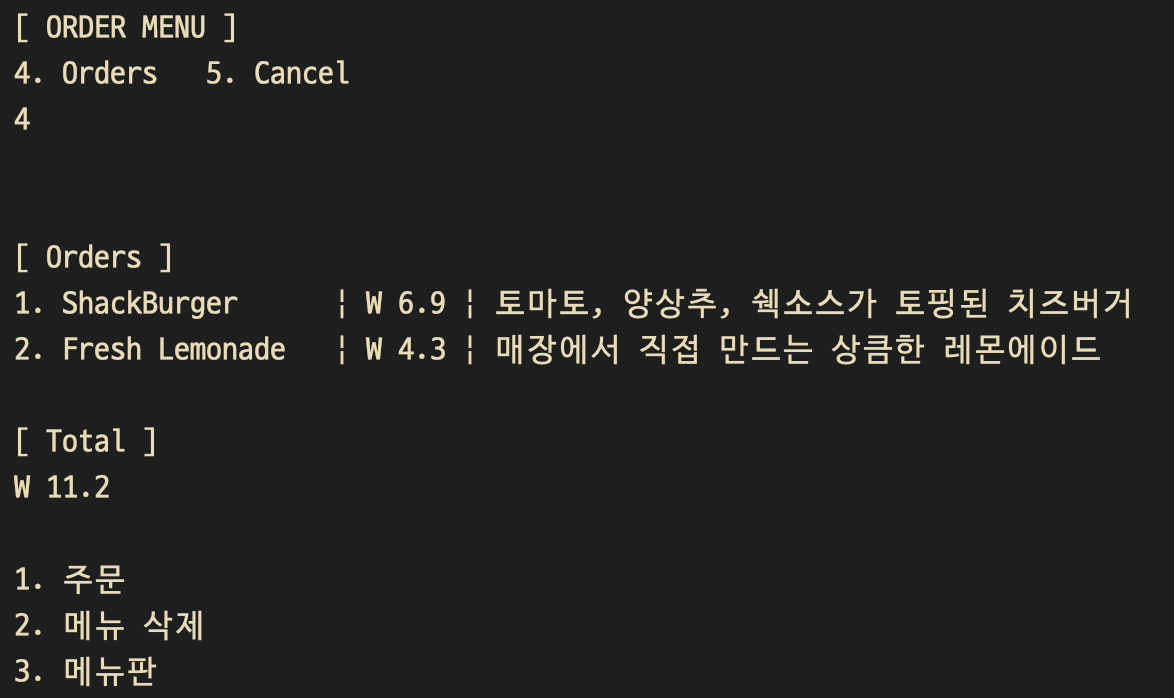 [ ORDER MENU ]
4. Orders   5. Cancel
4
[ Orders ]
1. ShackBurger      ¦ W 6.9 ¦ 토마토, 양상추, 쉑소스가 토핑된 치즈버거
2. Fresh Lemonade   ¦ W 4.3 ¦ 매장에서 직접 만드는 상큼한 레몬에이드
[ Total ]
W 11.2
1. 주문
2. 메뉴 삭제
3. 메뉴판